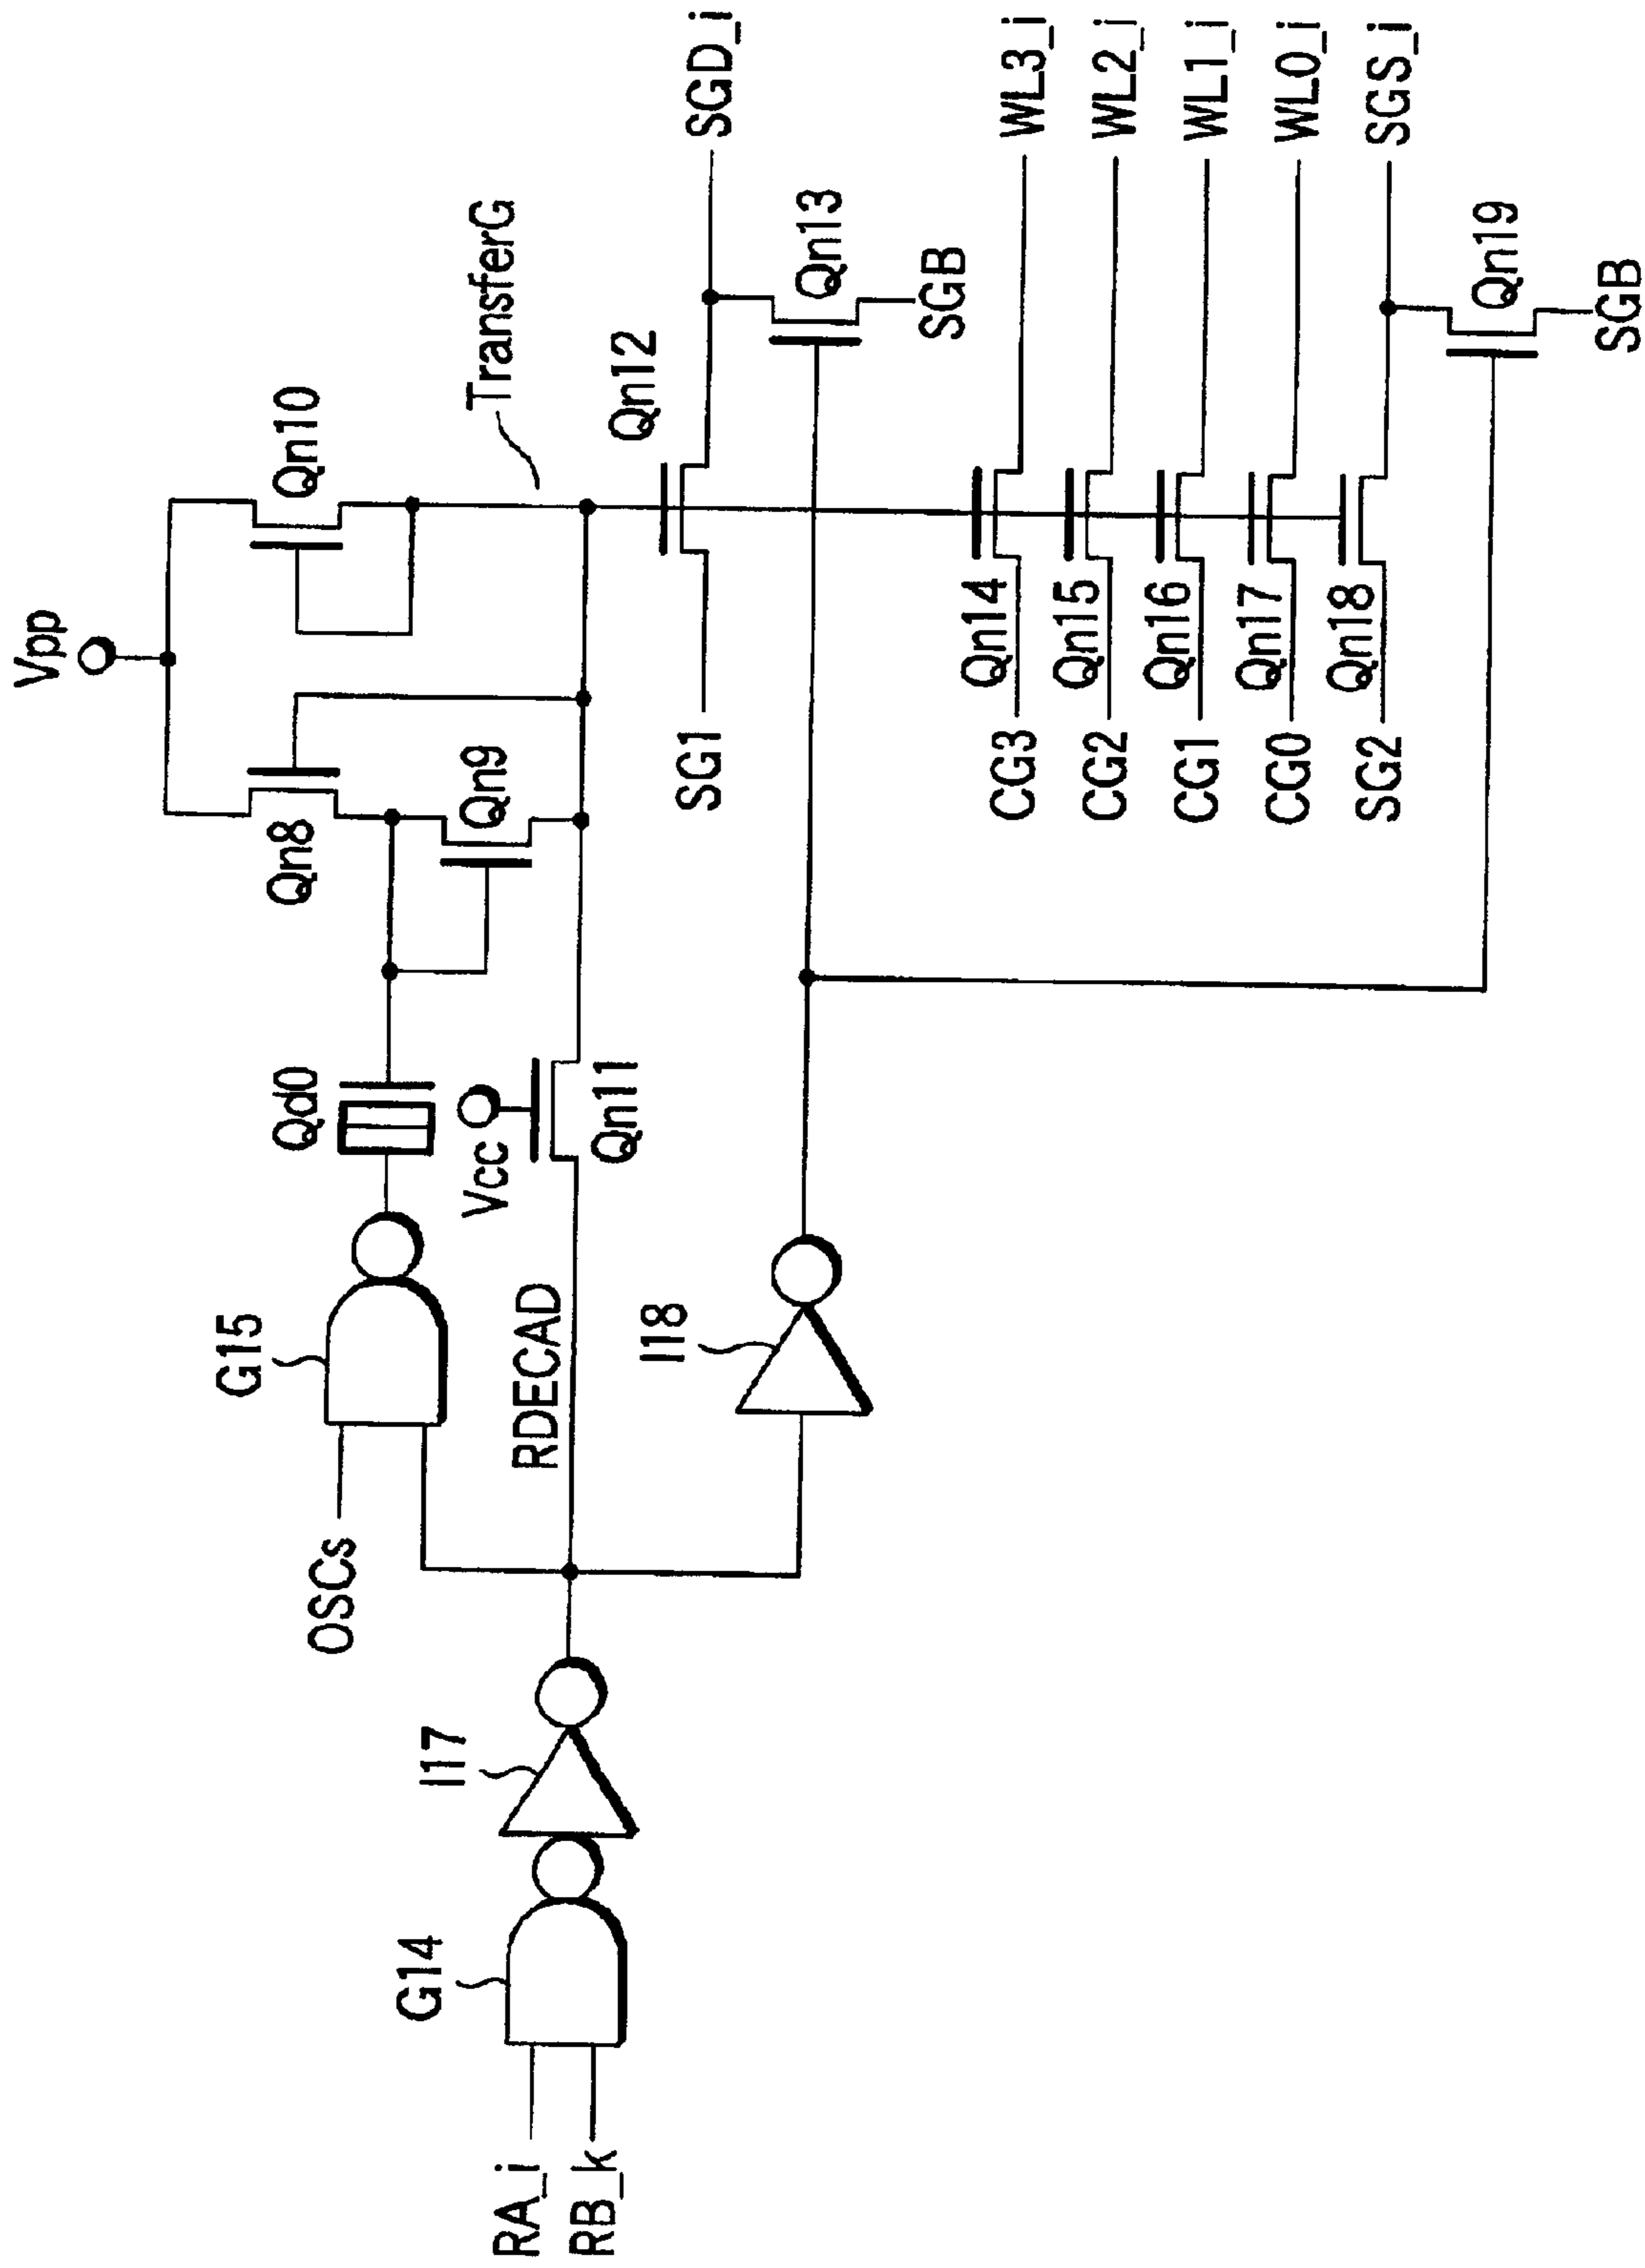 Vpp
Qn10
Qn8
Qn9
TransferG
Qd0
G15
OSCs
Vcc
Qn11
RDECAD
I17
G14
RA_i
RB_k
I18
Qn12
SG1
SGD_i
Qn13
SGB
Qn14
CG3
WL3_i
Qn15
CG2
WL2_i
Qn16
CG1
WL1_i
Qn17
CG0
WL0_i
Qn18
SG2
SGS_i
Qn19
SGB